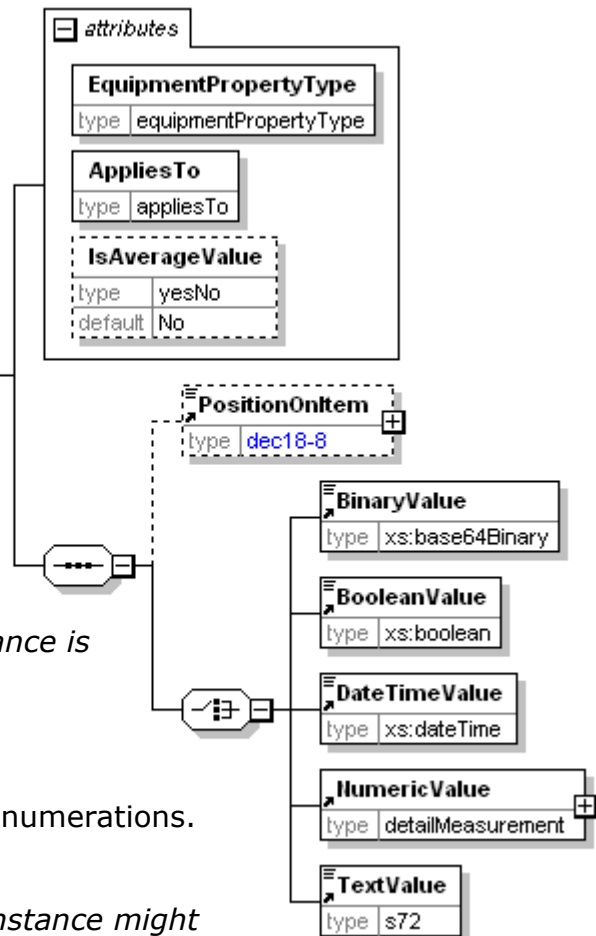 attributes
EquipmentPropertyType
type equipmentPropertyType
AppliesTo
type appliesTo
IsAverageValue
type yesNo
default No
PositionOnItem
type dec18-8
BinaryValue
type xs:base64Binary
BooleanValue
type xs:boolean
ance is
DateTimeValue
type xs:dateTime
NumericValue
numerations.
type detailMeasurement
TextValue
nstance might
type s72